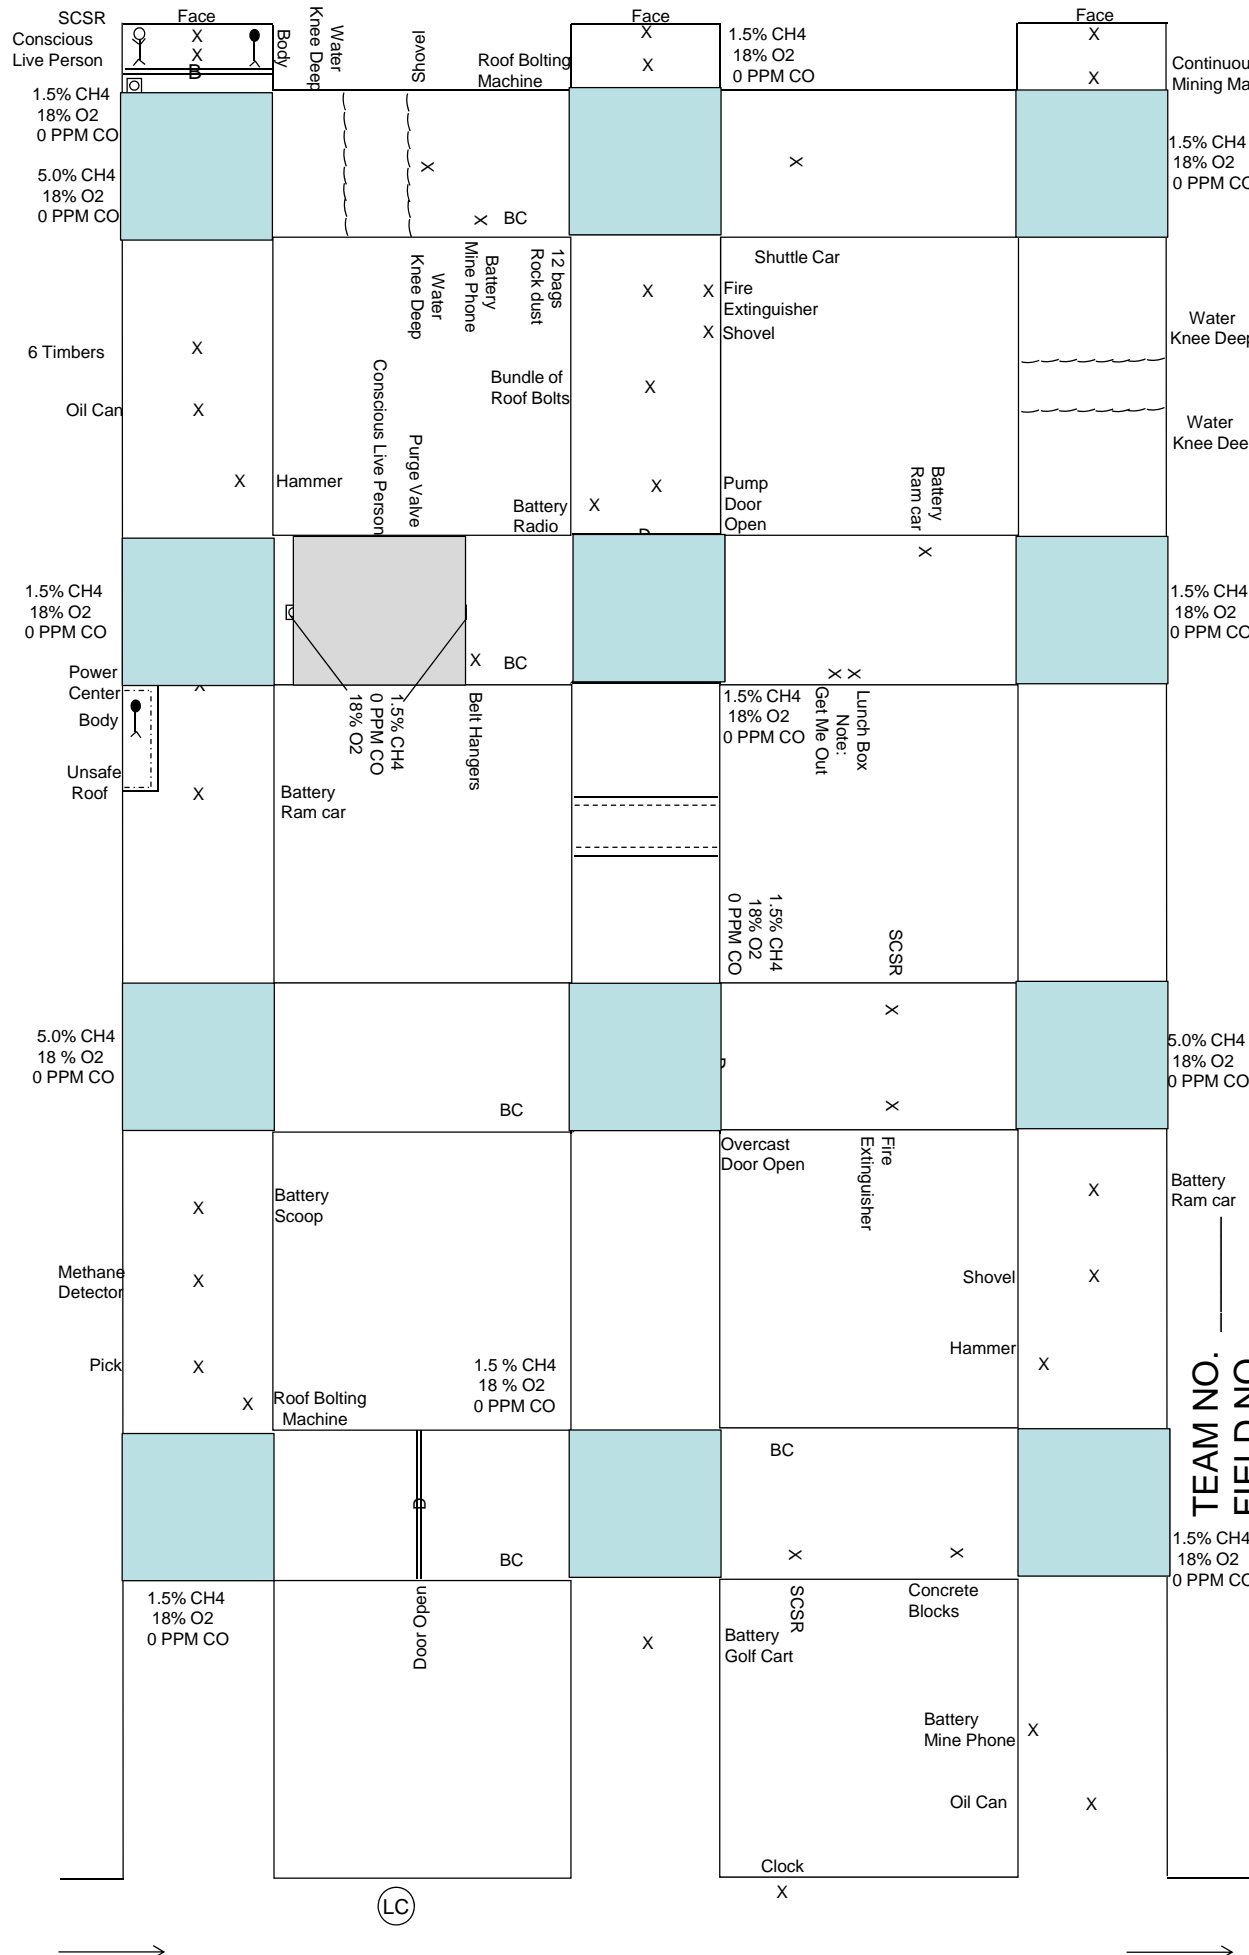 SCSR
Conscious
Live Person
Face
X
X
B
Body
Water
Knee Deep
Shovel
Roof Bolting
Machine
Face
X
X
1.5% CH4
18% O2
0 PPM CO
Face
X
X
Continuou
Mining Ma
1.5% CH4
18% O2
0 PPM CO
5.0% CH4
18% O2
0 PPM CO
X
X
BC
X
1.5% CH4
18% O2
0 PPM CO
Water
Knee Deep
Battery
Mine Phone
12 bags
Rock dust
X
X
Fire
Extinguisher
X
Shovel
Shuttle Car
Water
Knee Deep
6 Timbers
X
Oil Can
X
X
Hammer
Conscious Live Person
Purge Valve
Bundle of
Roof Bolts
X
Battery
Radio
X
X
Pump
Door
Open
Battery
Ram car
Water
Knee Dee
1.5% CH4
18% O2
0 PPM CO
X
BC
X
X
X
1.5% CH4
18% O2
0 PPM CO
Power
Center
Body
Unsafe
Roof
X
X
Battery
Ram car
1.5% CH4
0 PPM CO
18% O2
Belt Hangers
1.5% CH4
18% O2
0 PPM CO
Lunch Box
Note:
Get Me Out
1.5% CH4
18% O2
0 PPM CO
SCSR
5.0% CH4
18 % O2
0 PPM CO
BC
X
X
5.0% CH4
18% O2
0 PPM CO
Overcast
Door Open
Fire
Extinguisher
X
Battery
Scoop
X
Battery
Ram car
Methane
Detector
X
Shovel
X
Pick
X
X
Roof Bolting
Machine
1.5 % CH4
18 % O2
0 PPM CO
Hammer
X
TEAM NO.
FIELD NO
D
BC
BC
X
X
1.5% CH4
18% O2
0 PPM CO
1.5% CH4
18% O2
0 PPM CO
Door Open
X
Battery
Golf Cart
SCSR
Concrete
Blocks
Battery
Mine Phone
X
Oil Can
X
Clock
X
LC